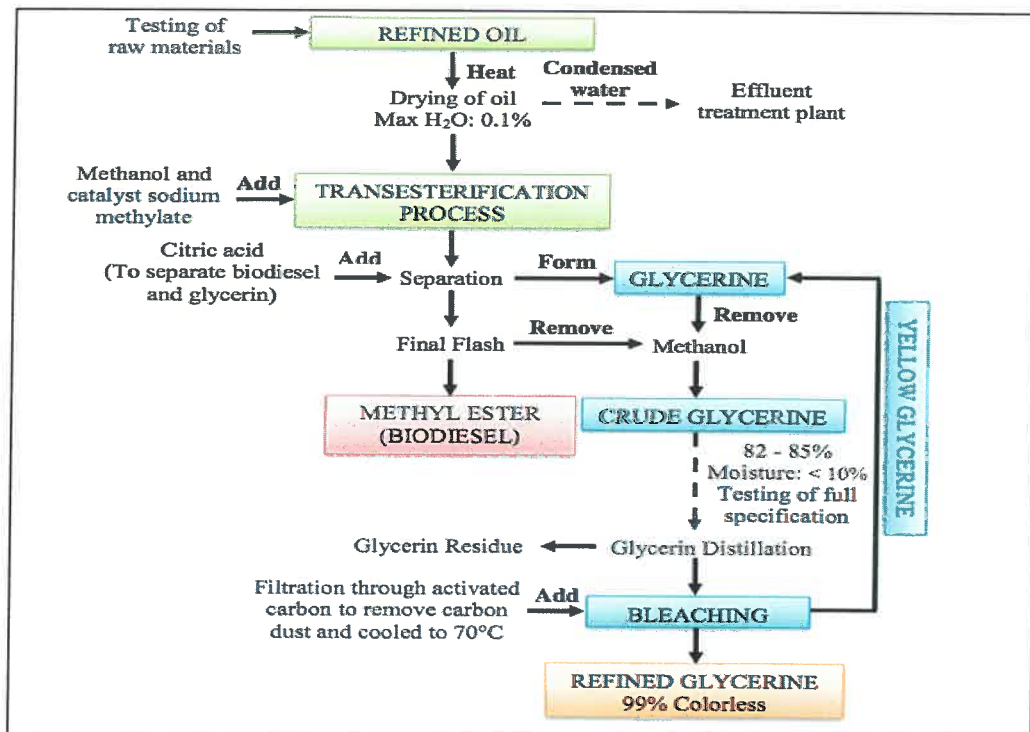 Testing of
raw materials
REFINED OIL
Heat
Condensed
water
Drying of oil
Max H₂O: 0.1%
Effluent
treatment plant
Methanol and
catalyst sodium
methylate
Add
TRANSESTERIFICATION
PROCESS
Citric acid
(To separate biodiesel
and glycerin)
Add
Separation
Form
GLYCERINE
Remove
Final Flash
Remove
Methanol
YELLOW GLYCERINE
METHYL ESTER
(BIODIESEL)
CRUDE GLYCERINE
82 - 85%
Moisture: < 10%
Testing of full
specification
Glycerin Residue
Glycerin Distillation
Filtration through activated
carbon to remove carbon
dust and cooled to 70°C
Add
BLEACHING
REFINED GLYCERINE
99% Colorless